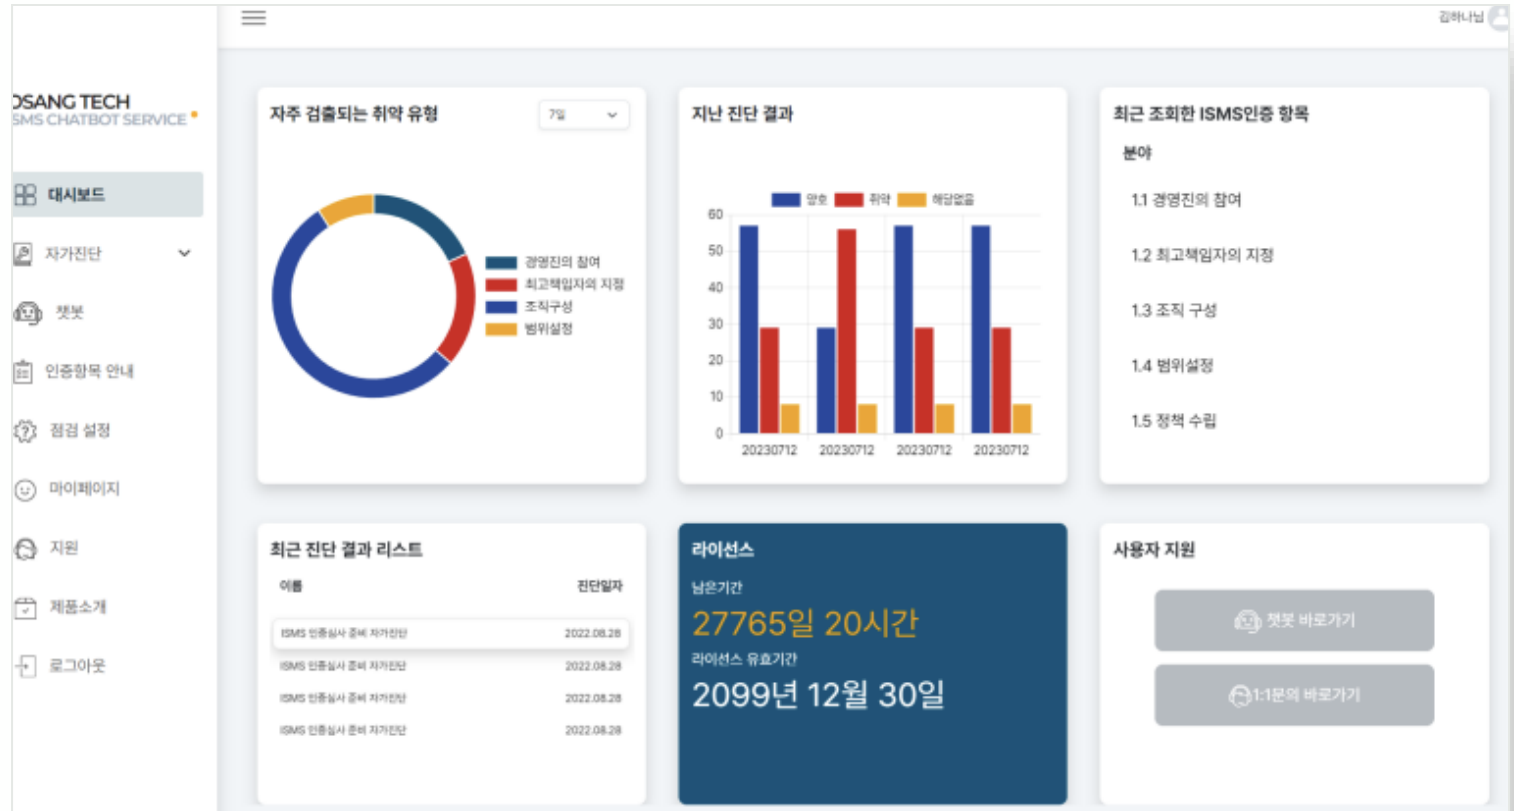 김하나님
OSANG TECH
SMS CHATBOT SERVICE
대시보드
자가진단
챗봇
인증항목 안내
점검 설정
마이페이지
지원
제품소개
로그아웃
자주 검출되는 취약 유형
7일
경영진의 참여
최고책임자의 지정
조직구성
범위설정
지난 진단 결과
양호 취약 해당없음
60
50
40
30
20
10
0
20230712 20230712 20230712 20230712
최근 조회한 ISMS인증 항목
분야
1.1 경영진의 참여
1.2 최고책임자의 지정
1.3 조직 구성
1.4 범위설정
1.5 정책 수립
최근 진단 결과 리스트
이름 진단일자
ISMS 인증심사 준비 자가진단 2022.08.28
ISMS 인증심사 준비 자가진단 2022.08.28
ISMS 인증심사 준비 자가진단 2022.08.28
ISMS 인증심사 준비 자가진단 2022.08.28
라이선스
남은기간
27765일 20시간
라이선스 유효기간
2099년 12월 30일
사용자 지원
챗봇 바로가기
1:1문의 바로가기